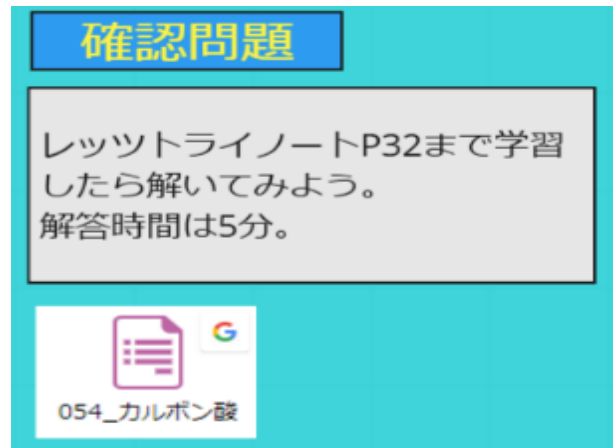 確認問題
レッツトライノートP32まで学習
したら解いてみよう。
解答時間は5分。
G
054_カルボン酸